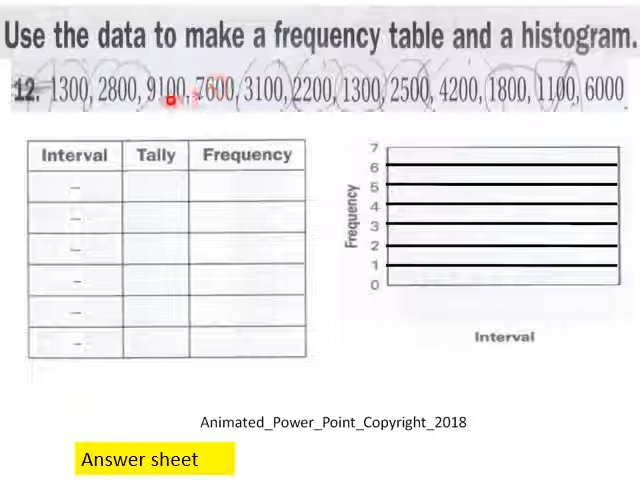 Use the data to make a frequency table and a histogram.
12. 1300, 2800, 9100, 7600, 3100, 2200, 1300, 2500, 4200, 1800, 1100, 6000
Interval Tally Frequency
–
–
–
–
–
–
7
6
5
4
3
2
1
0
Frequency
Interval
Animated_Power_Point_Copyright_2018
Answer sheet